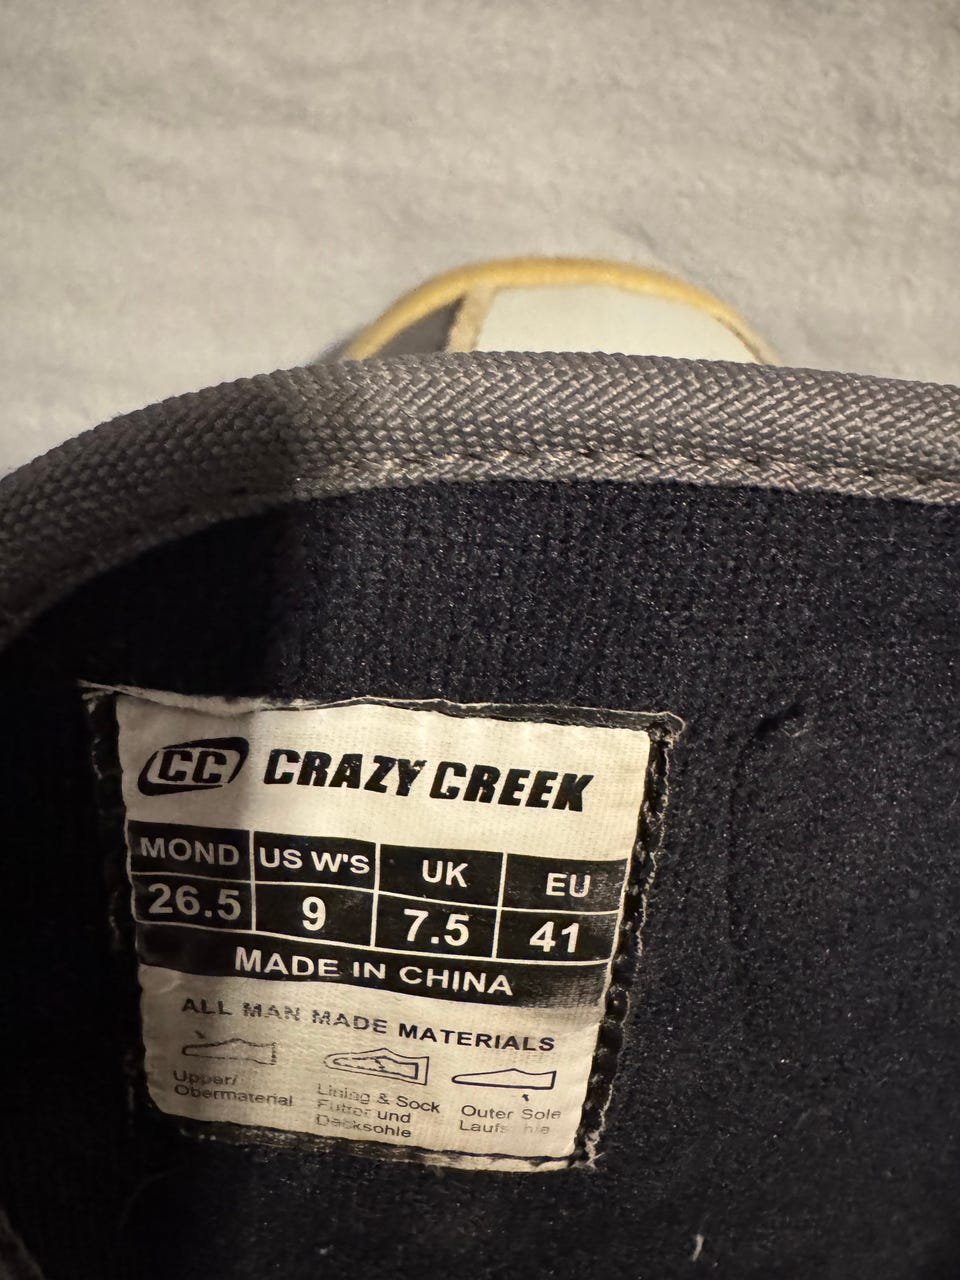 CC CRAZY CREEK
MOND US W'S UK EU
26.5 9 7.5 41
MADE IN CHINA
ALL MAN MADE MATERIALS
Upper/
Obermaterial
Lining & Sock
Futter und
Decksohle
Outer Sole